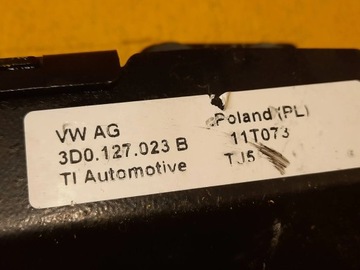 VW AG Poland (PL)
3D0.127.023 B 11T073
TI Automotive TJ5